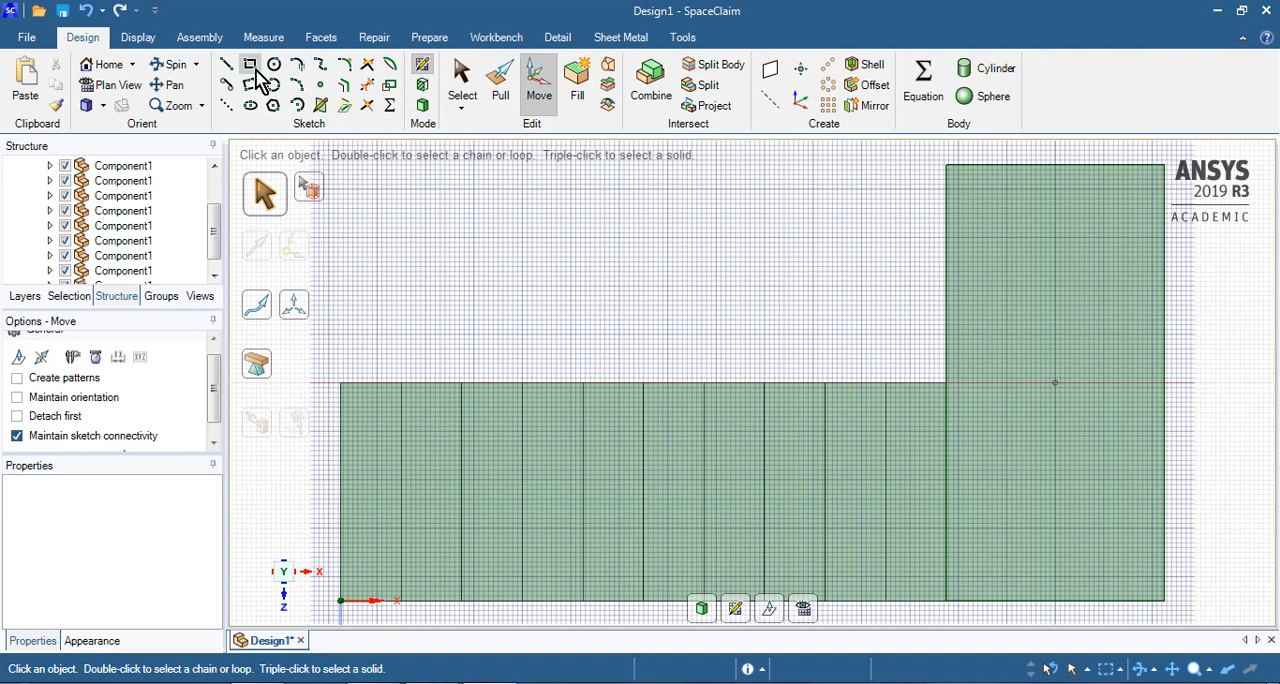 SC
Design1 - SpaceClaim
File Design Display Assembly Measure Facets Repair Prepare Workbench Detail Sheet Metal Tools
Home Spin
Plan View Pan
Zoom
Paste
Select Pull Move Fill
Combine
Split Body
Split
Project
Shell
Offset
Mirror
Equation
Cylinder
Sphere
Clipboard Orient Sketch Mode Edit Intersect Create Body
Structure
Component1
Component1
Component1
Component1
Component1
Component1
Component1
Component1
Layers Selection Structure Groups Views
Options - Move
General
XYZ
Create patterns
Maintain orientation
Detach first
Maintain sketch connectivity
Properties
Properties Appearance
Click an object. Double-click to select a chain or loop. Triple-click to select a solid.
ANSYS
2019 R3
ACADEMIC
Y X
Z
X
Design1*
Click an object. Double-click to select a chain or loop. Triple-click to select a solid.